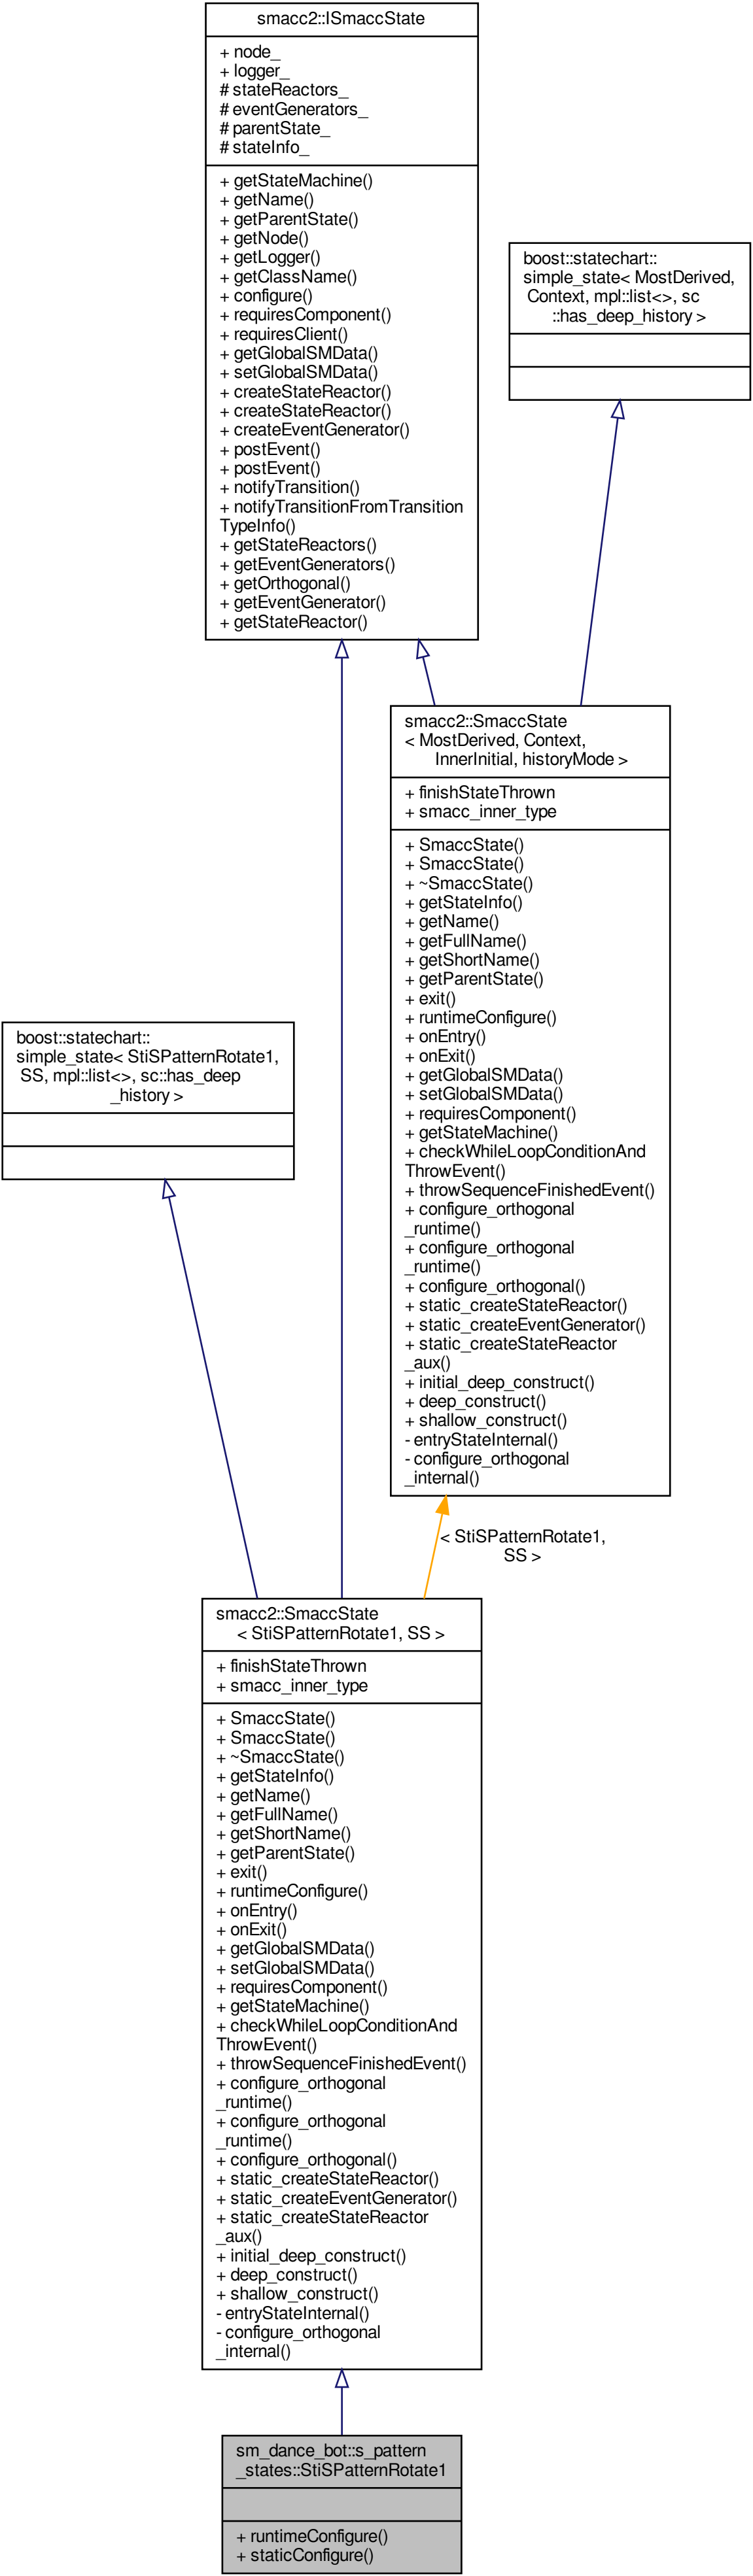 smacc2::ISmaccState
+ node_
+ logger_
# stateReactors_
# eventGenerators_
# parentState_
# stateInfo_
+ getStateMachine()
+ getName()
+ getParentState()
+ getNode()
+ getLogger()
+ getClassName()
+ configure()
+ requiresComponent()
+ requiresClient()
+ getGlobalSMData()
+ setGlobalSMData()
+ createStateReactor()
+ createStateReactor()
+ createEventGenerator()
+ postEvent()
+ postEvent()
+ notifyTransition()
+ notifyTransitionFromTransition
TypeInfo()
+ getStateReactors()
+ getEventGenerators()
+ getOrthogonal()
+ getEventGenerator()
+ getStateReactor()
boost::statechart::
simple_state< MostDerived,
Context, mpl::list<>, sc
::has_deep_history >
smacc2::SmaccState
< MostDerived, Context,
InnerInitial, historyMode >
+ finishStateThrown
+ smacc_inner_type
+ SmaccState()
+ SmaccState()
+ ~SmaccState()
+ getStateInfo()
+ getName()
+ getFullName()
+ getShortName()
+ getParentState()
+ exit()
+ runtimeConfigure()
+ onEntry()
+ onExit()
+ getGlobalSMData()
+ setGlobalSMData()
+ requiresComponent()
+ getStateMachine()
+ checkWhileLoopConditionAnd
ThrowEvent()
+ throwSequenceFinishedEvent()
+ configure_orthogonal
_runtime()
+ configure_orthogonal
_runtime()
+ configure_orthogonal()
+ static_createStateReactor()
+ static_createEventGenerator()
+ static_createStateReactor
_aux()
+ initial_deep_construct()
+ deep_construct()
+ shallow_construct()
- entryStateInternal()
- configure_orthogonal
_internal()
boost::statechart::
simple_state< StiSPatternRotate1,
SS, mpl::list<>, sc::has_deep
_history >
< StiSPatternRotate1,
SS >
smacc2::SmaccState
< StiSPatternRotate1, SS >
+ finishStateThrown
+ smacc_inner_type
+ SmaccState()
+ SmaccState()
+ ~SmaccState()
+ getStateInfo()
+ getName()
+ getFullName()
+ getShortName()
+ getParentState()
+ exit()
+ runtimeConfigure()
+ onEntry()
+ onExit()
+ getGlobalSMData()
+ setGlobalSMData()
+ requiresComponent()
+ getStateMachine()
+ checkWhileLoopConditionAnd
ThrowEvent()
+ throwSequenceFinishedEvent()
+ configure_orthogonal
_runtime()
+ configure_orthogonal
_runtime()
+ configure_orthogonal()
+ static_createStateReactor()
+ static_createEventGenerator()
+ static_createStateReactor
_aux()
+ initial_deep_construct()
+ deep_construct()
+ shallow_construct()
- entryStateInternal()
- configure_orthogonal
_internal()
sm_dance_bot::s_pattern
_states::StiSPatternRotate1
+ runtimeConfigure()
+ staticConfigure()